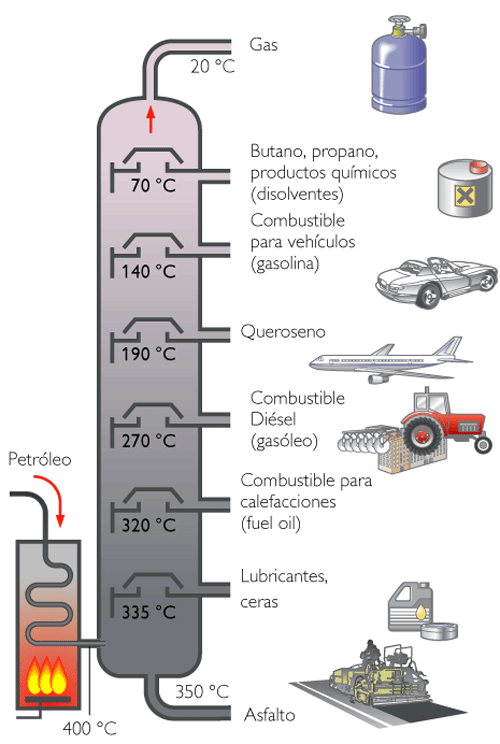 Gas
20 °C
Butano, propano,
productos químicos
(disolventes)
70 °C
Combustible
para vehículos
(gasolina)
140 °C
Queroseno
190 °C
Combustible
Diésel
(gasóleo)
270 °C
Petróleo
Combustible para
calefacciones
(fuel oil)
320 °C
Lubricantes,
ceras
335 °C
350 °C
Asfalto
400 °C